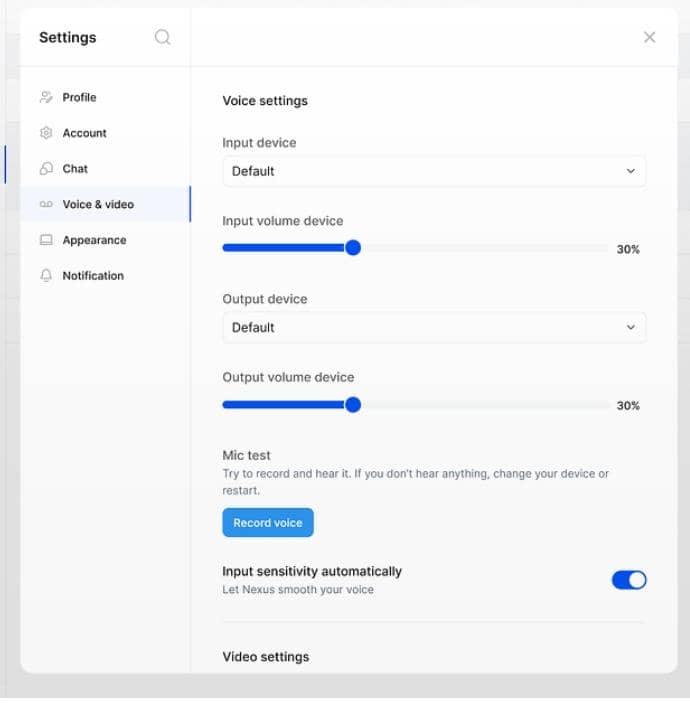 Settings
Profile
Account
Chat
Voice & video
Appearance
Notification
Voice settings
Input device
Default
Input volume device
30%
Output device
Default
Output volume device
30%
Mic test
Try to record and hear it. If you don't hear anything, change your device or
restart.
Record voice
Input sensitivity automatically
Let Nexus smooth your voice
Video settings